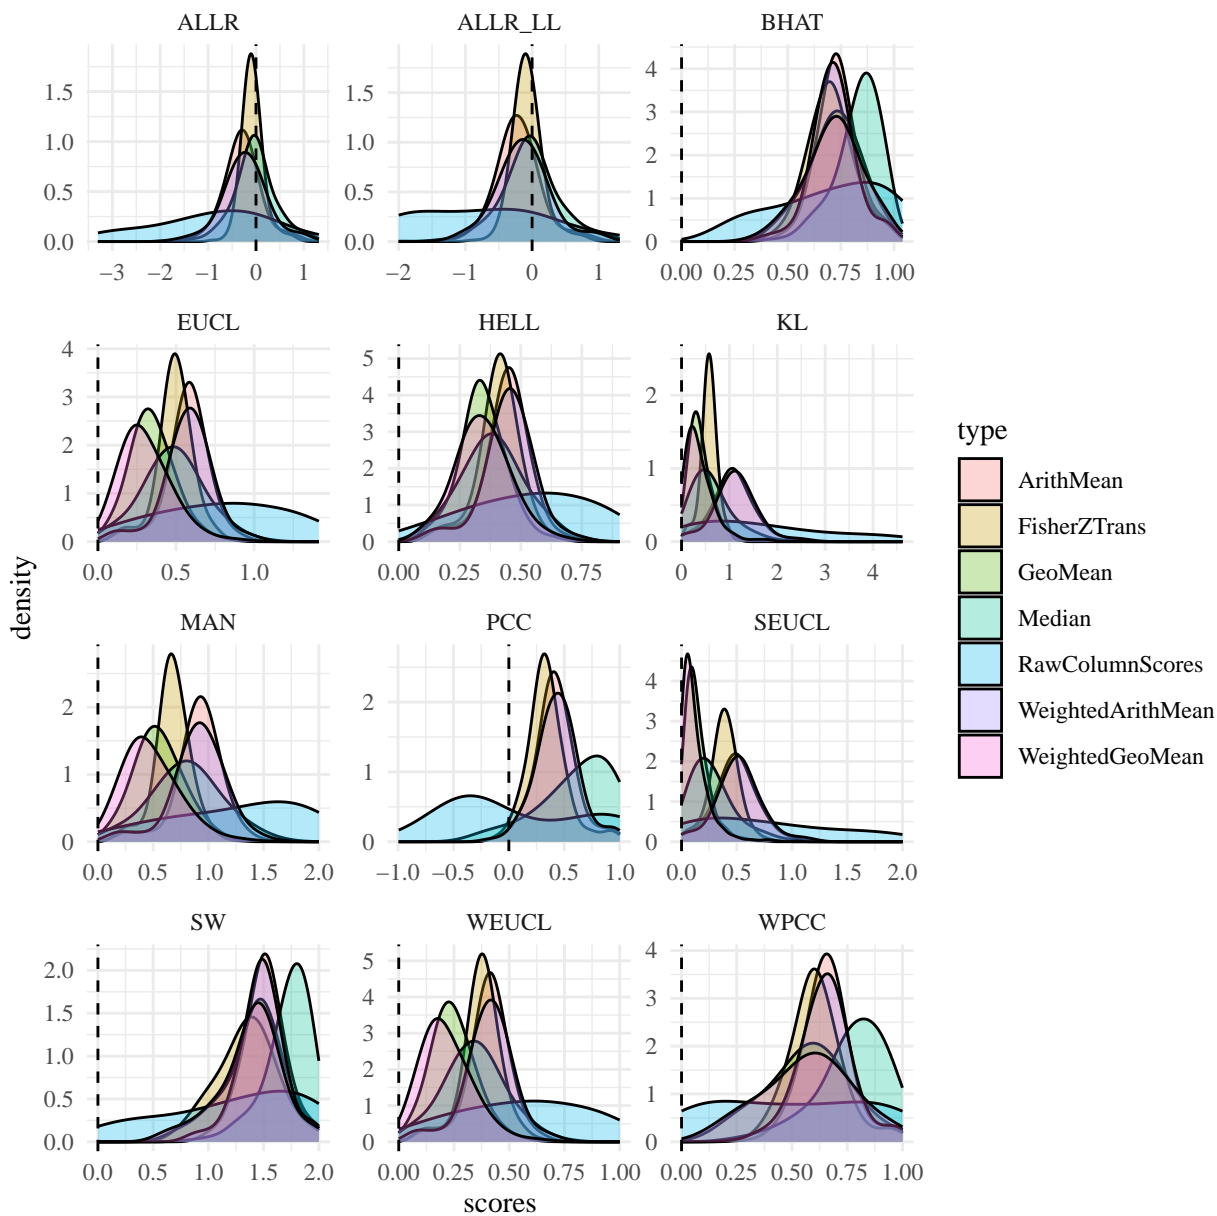 ALLR ALLR_LL BHAT
1.5
1.0
0.5
0.0
−3 −2 −1 0 1
1.5
1.0
0.5
0.0
−2 −1 0 1
4
3
2
1
0
0.00 0.25 0.50 0.75 1.00
EUCL HELL KL
4
3
2
1
0
0.0 0.5 1.0
5
4
3
2
1
0
0.00 0.25 0.50 0.75
2
1
0
0 1 2 3 4
MAN PCC SEUCL
2
1
0
0.0 0.5 1.0 1.5 2.0
2
1
0
−1.0 −0.5 0.0 0.5 1.0
4
3
2
1
0
0.0 0.5 1.0 1.5 2.0
SW WEUCL WPCC
2.0
1.5
1.0
0.5
0.0
0.0 0.5 1.0 1.5 2.0
5
4
3
2
1
0
0.00 0.25 0.50 0.75 1.00
4
3
2
1
0
0.00 0.25 0.50 0.75 1.00
scores
density
type
ArithMean
FisherZTrans
GeoMean
Median
RawColumnScores
WeightedArithMean
WeightedGeoMean